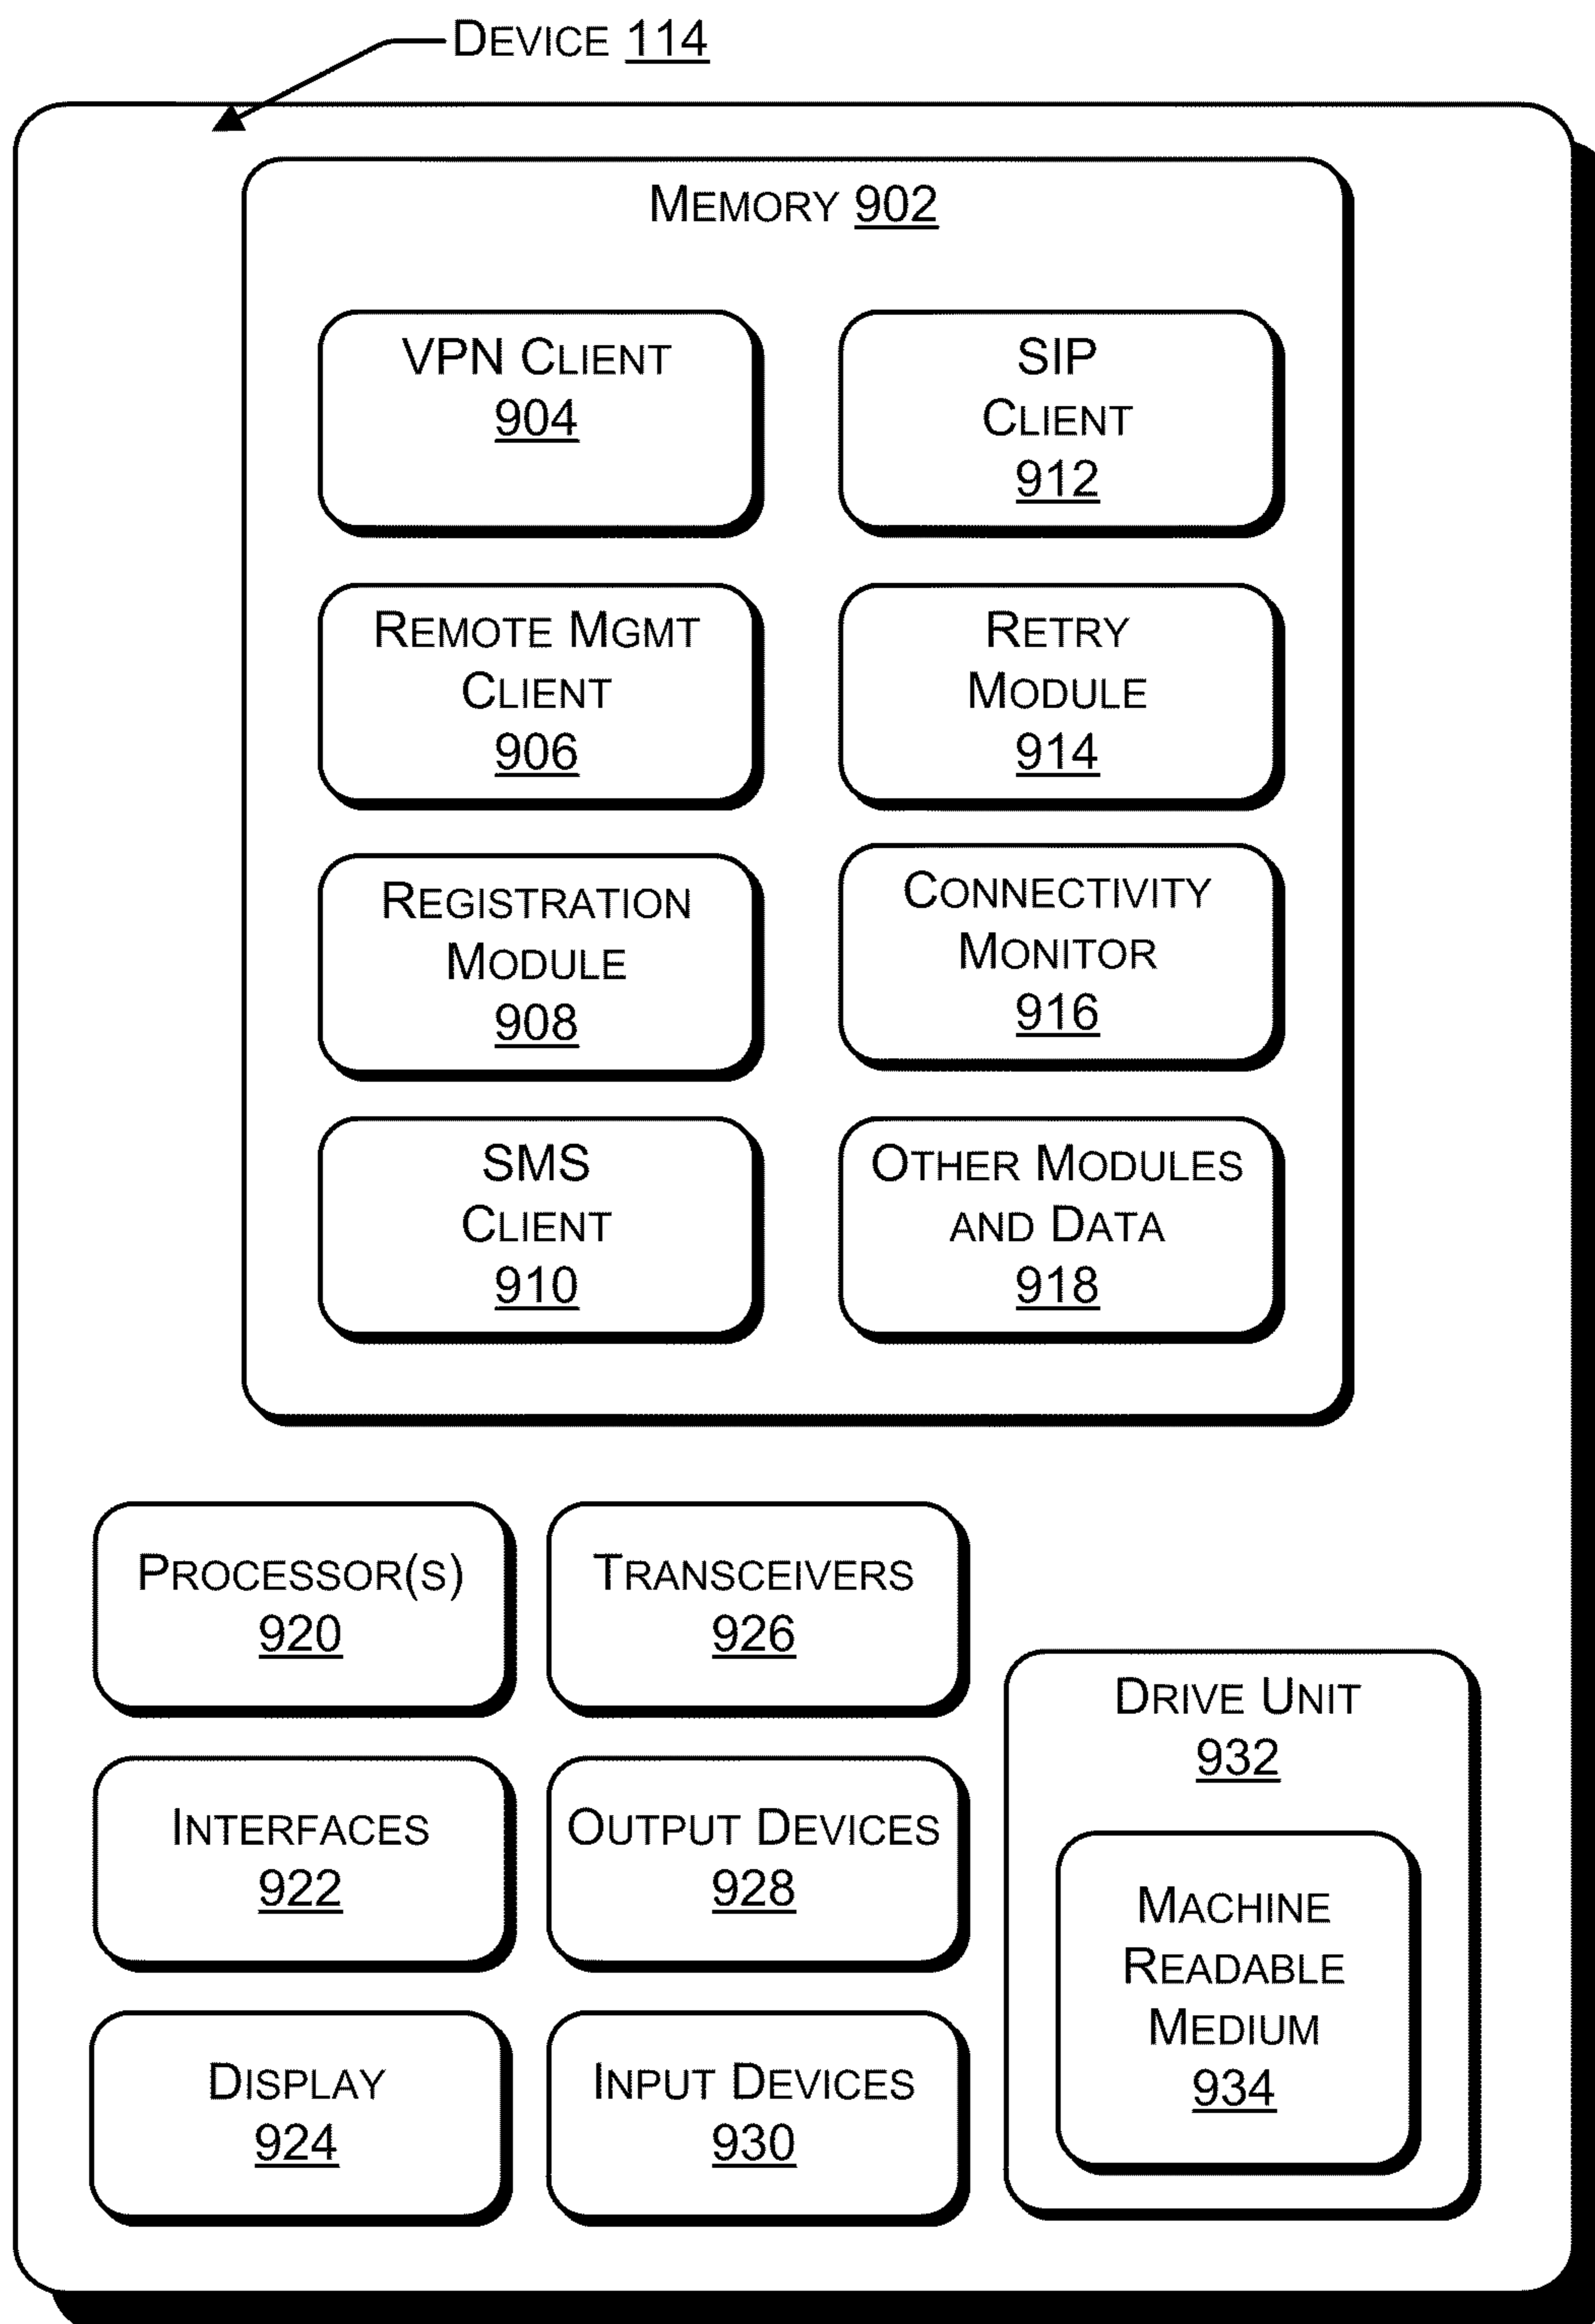 DEVICE 114
MEMORY 902
VPN CLIENT
904
SIP
CLIENT
912
REMOTE MGMT
CLIENT
906
RETRY
MODULE
914
REGISTRATION
MODULE
908
CONNECTIVITY
MONITOR
916
SMS
CLIENT
910
OTHER MODULES
AND DATA
918
PROCESSOR(S)
920
TRANSCEIVERS
926
INTERFACES
922
OUTPUT DEVICES
928
DISPLAY
924
INPUT DEVICES
930
DRIVE UNIT
932
MACHINE
READABLE
MEDIUM
934